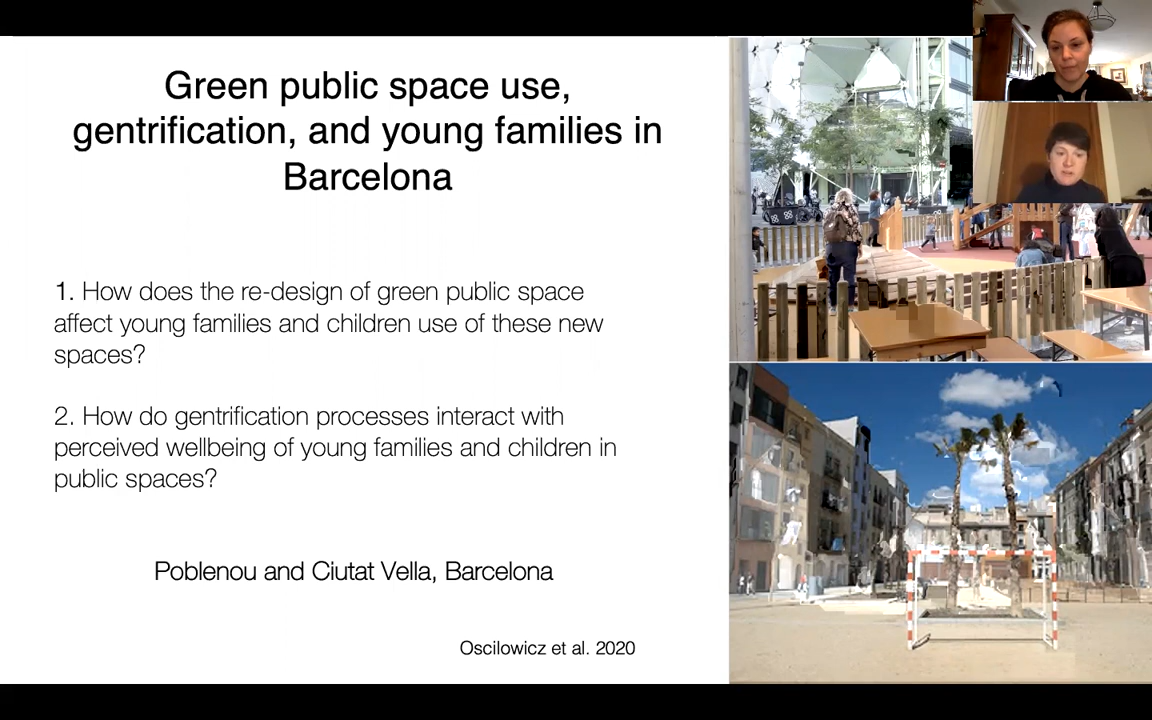 Green public space use,
gentrification, and young families in
Barcelona
1. How does the re-design of green public space
affect young families and children use of these new
spaces?
2. How do gentrification processes interact with
perceived wellbeing of young families and children in
public spaces?
Poblenou and Ciutat Vella, Barcelona
Oscilowicz et al. 2020